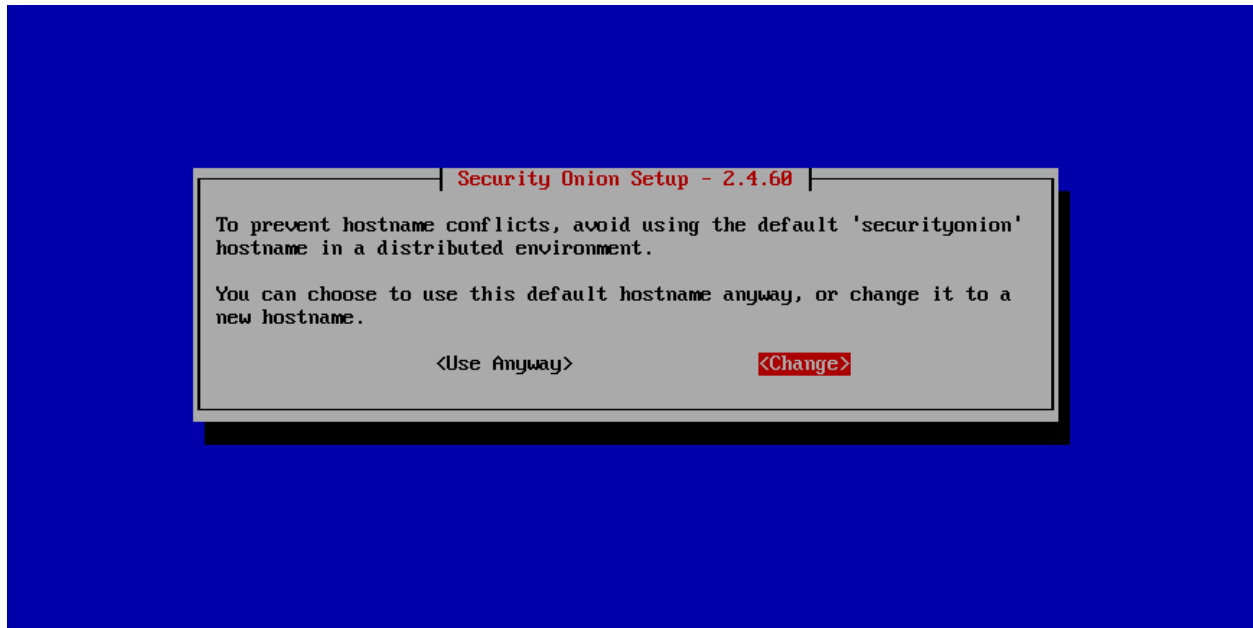 Security Onion Setup - 2.4.60
To prevent hostname conflicts, avoid using the default 'securityonion'
hostname in a distributed environment.
You can choose to use this default hostname anyway, or change it to a
new hostname.
<Use Anyway> <Change>